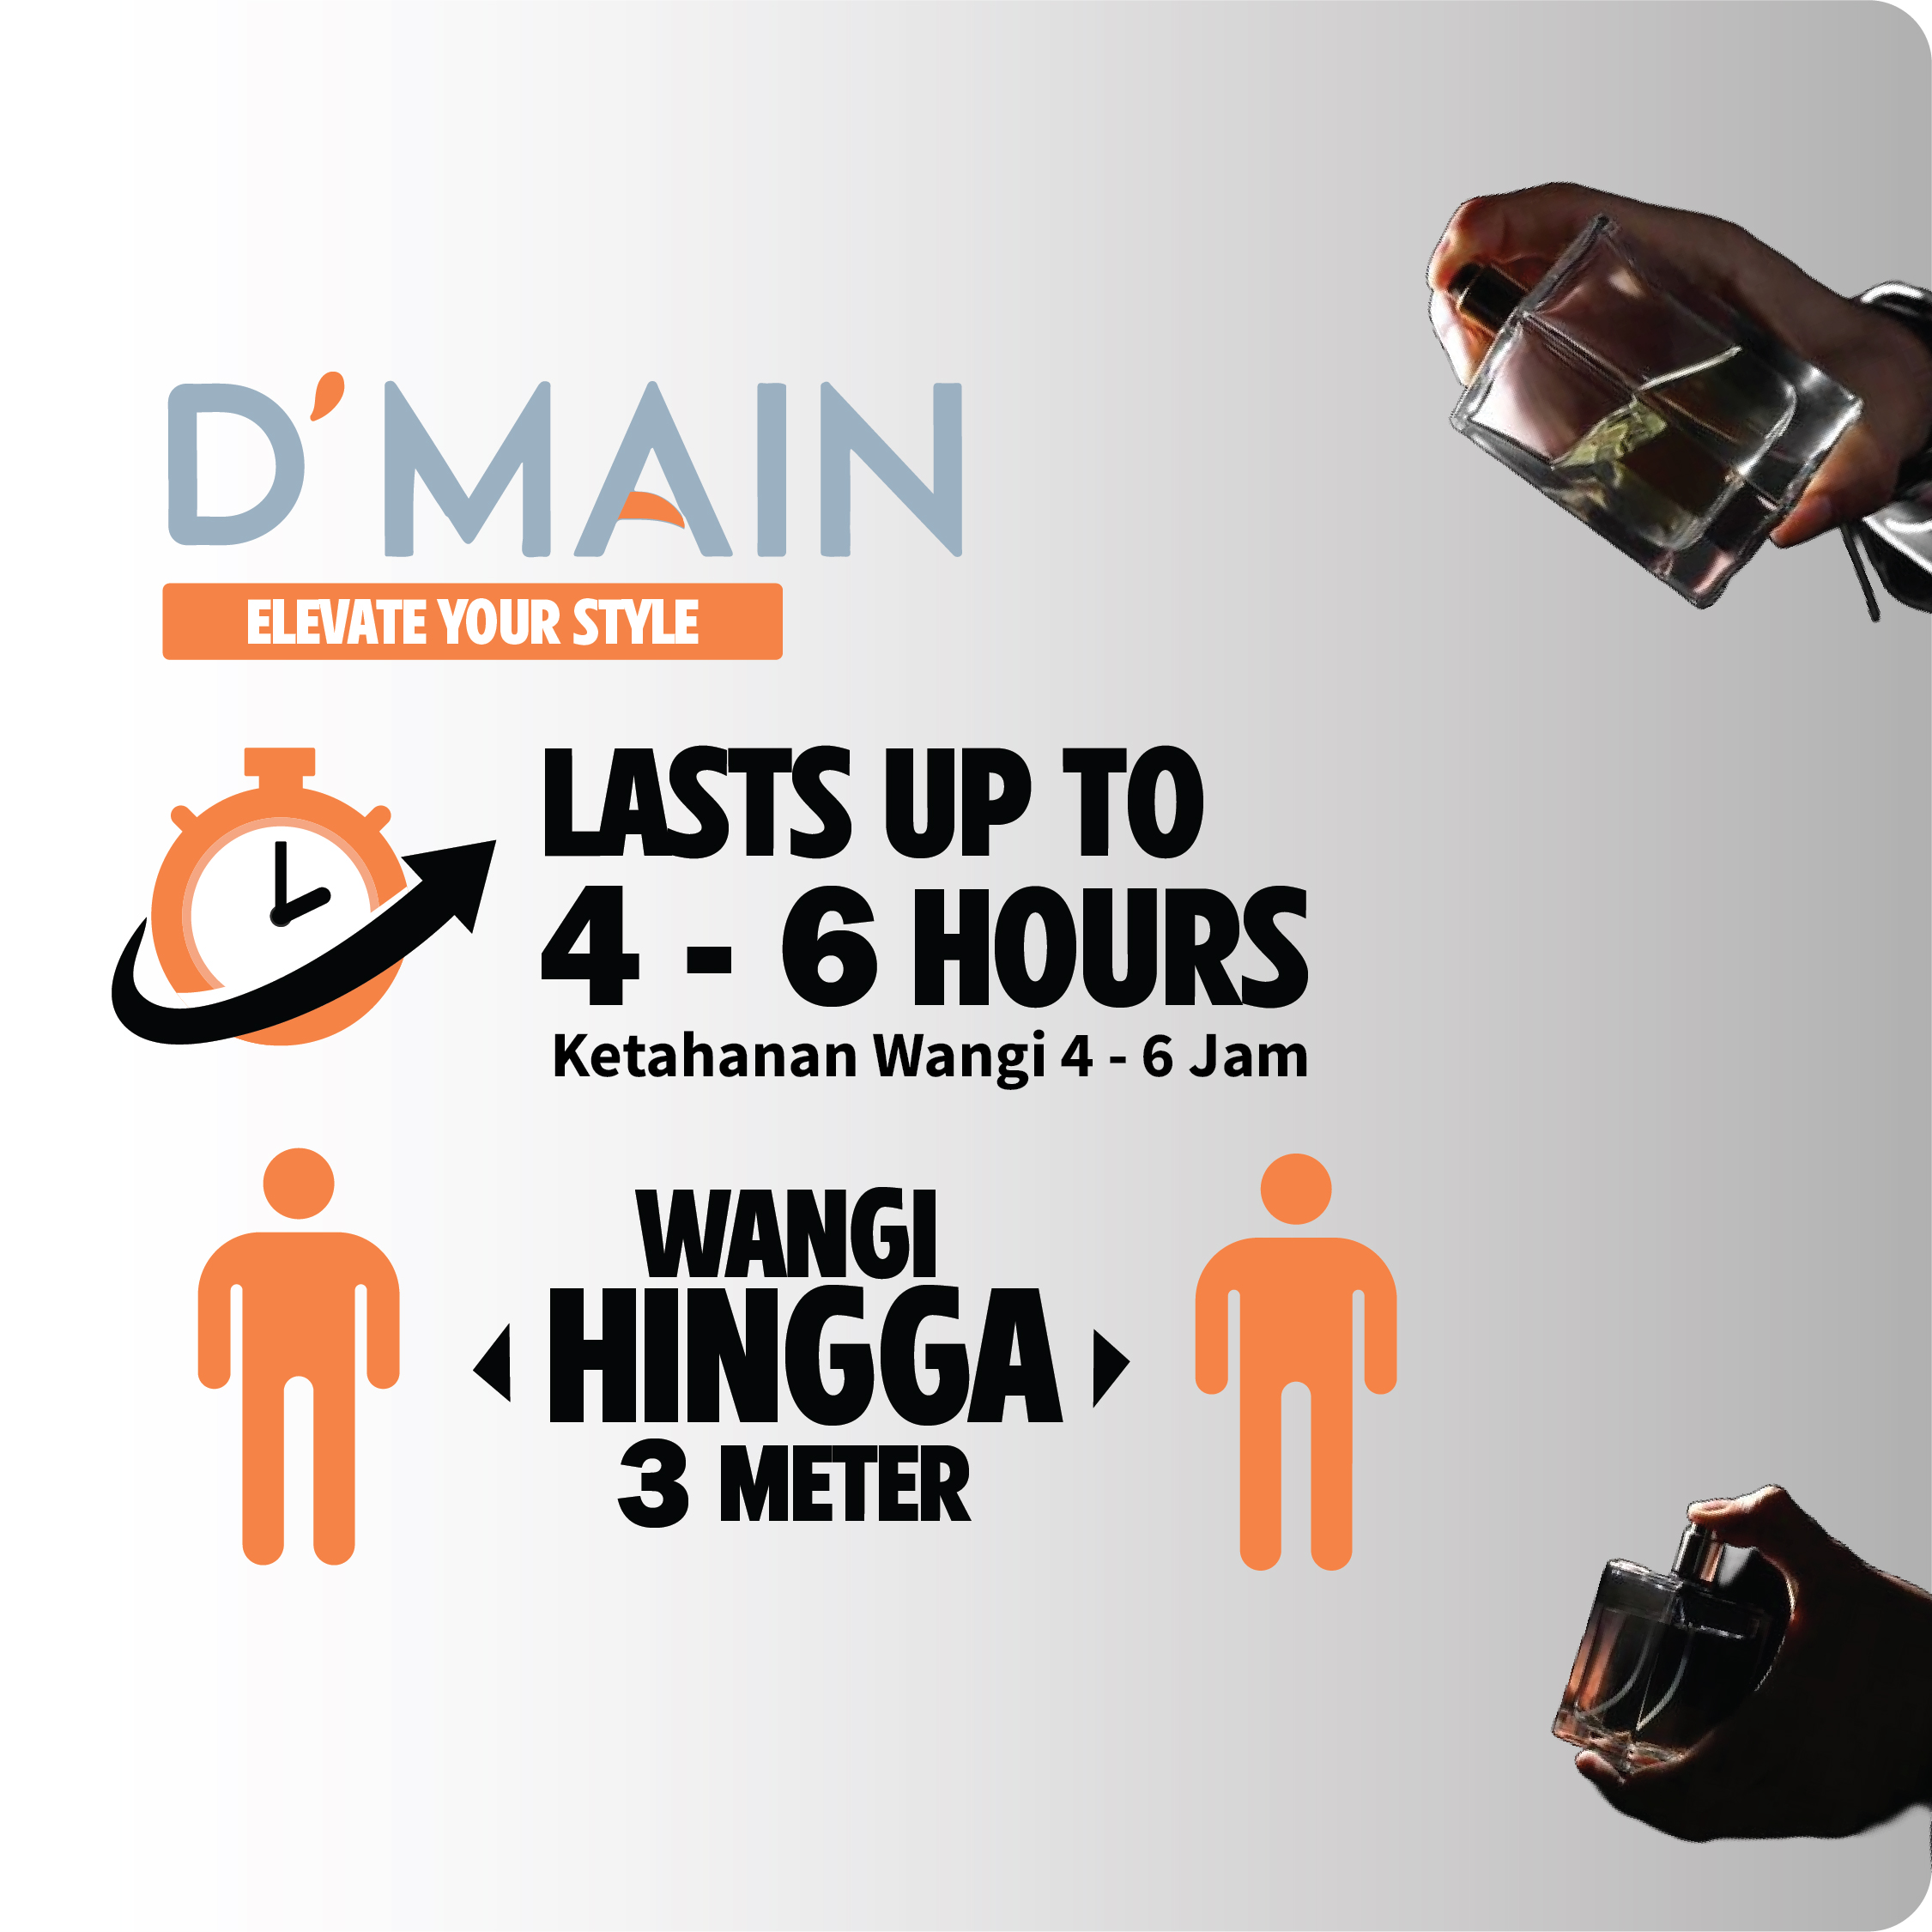 D'MAIN
ELEVATE YOUR STYLE
LASTS UP TO
4 - 6 HOURS
Ketahanan Wangi 4 - 6 Jam
WANGI
HINGGA
3 METER